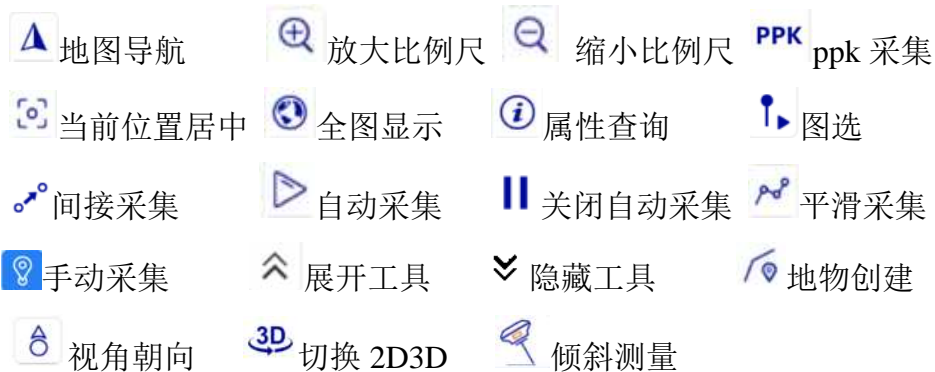 地图导航 放大比例尺 缩小比例尺 PPK ppk 采集
当前位置居中 全图显示 属性查询 图选
间接采集 自动采集 关闭自动采集 平滑采集
手动采集 展开工具 隐藏工具 地物创建
视角朝向 3D 切换 2D3D 倾斜测量